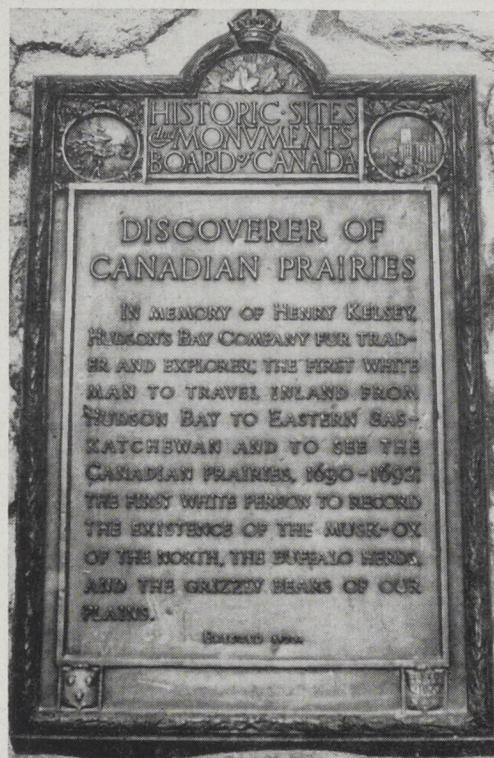 HISTORIC·SITES
and MONVMENTS
BOARD of CANADA
DISCOVERER OF
CANADIAN PRAIRIES
IN MEMORY OF HENRY KELSEY,
HUDSON'S BAY COMPANY FUR TRAD-
ER AND EXPLORER; THE FIRST WHITE
MAN TO TRAVEL INLAND FROM
HUDSON BAY TO EASTERN SAS-
KATCHEWAN AND TO SEE THE
CANADIAN PRAIRIES, 1690-1692;
THE FIRST WHITE PERSON TO RECORD
THE EXISTENCE OF THE MUSK-OX
OF THE NORTH, THE BUFFALO HERDS,
AND THE GRIZZLY BEARS OF OUR
PLAINS.
ERECTED